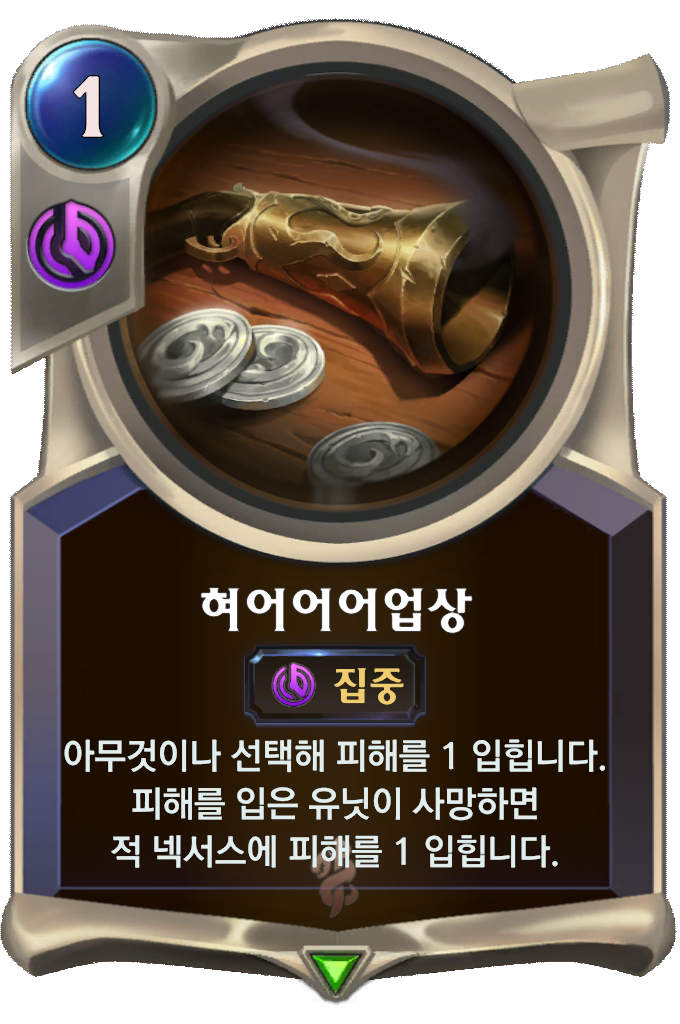 1
혀어어어업상
집중
아무것이나 선택해 피해를 1 입힙니다.
피해를 입은 유닛이 사망하면
적 넥서스에 피해를 1 입힙니다.